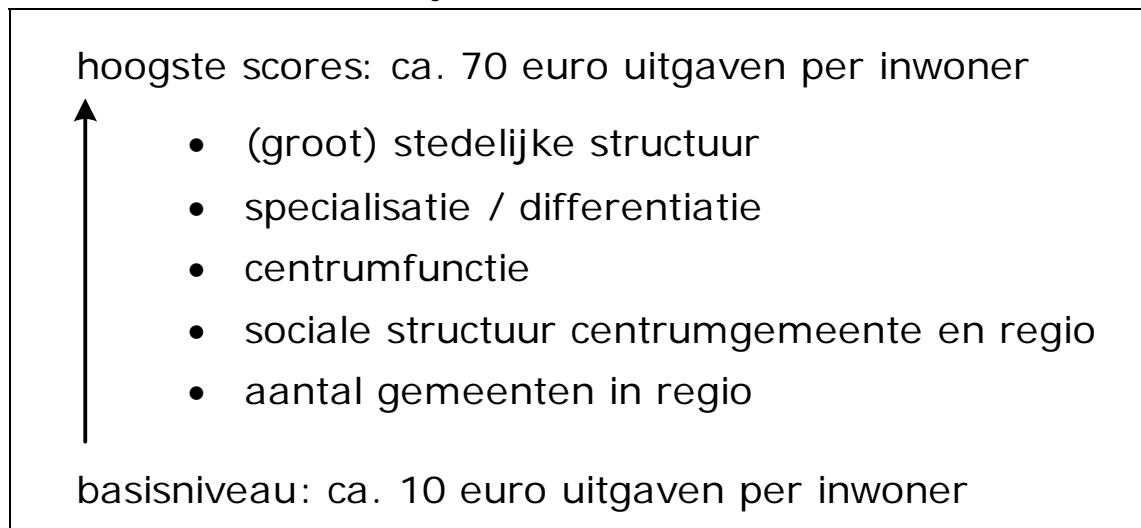 hoogste scores: ca. 70 euro uitgaven per inwoner
• (groot) stedelijke structuur
• specialisatie / differentiatie
• centrumfunctie
• sociale structuur centrumgemeente en regio
• aantal gemeenten in regio
basisniveau: ca. 10 euro uitgaven per inwoner